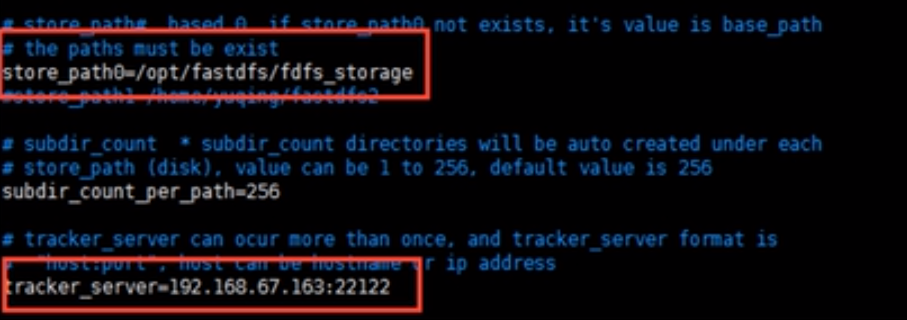 # store_path#, based 0, if store_path0 not exists, it's value is base_path
# the paths must be exist
store_path0=/opt/fastdfs/fdfs_storage
#store_path1=/home/yuqing/fastdfs2
# subdir_count  * subdir_count directories will be auto created under each
# store_path (disk), value can be 1 to 256, default value is 256
subdir_count_per_path=256
# tracker_server can ocur more than once, and tracker_server format is
#  "host:port", host can be hostname or ip address
tracker_server=192.168.67.163:22122